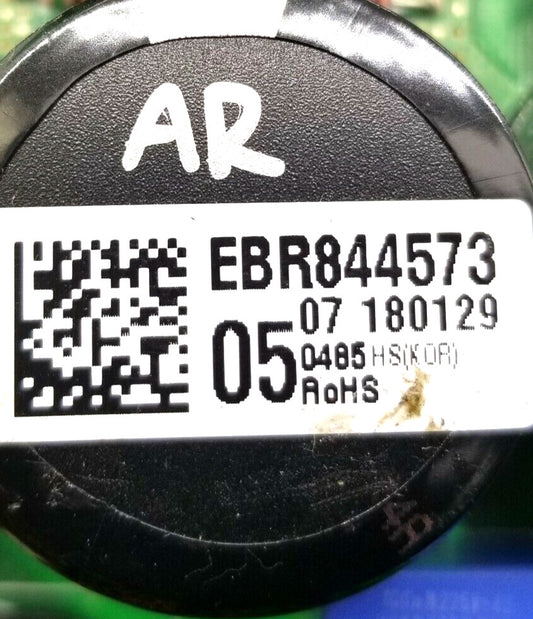 AR
EBR844573
05 07 180129
0485 HS(KOR)
RoHS